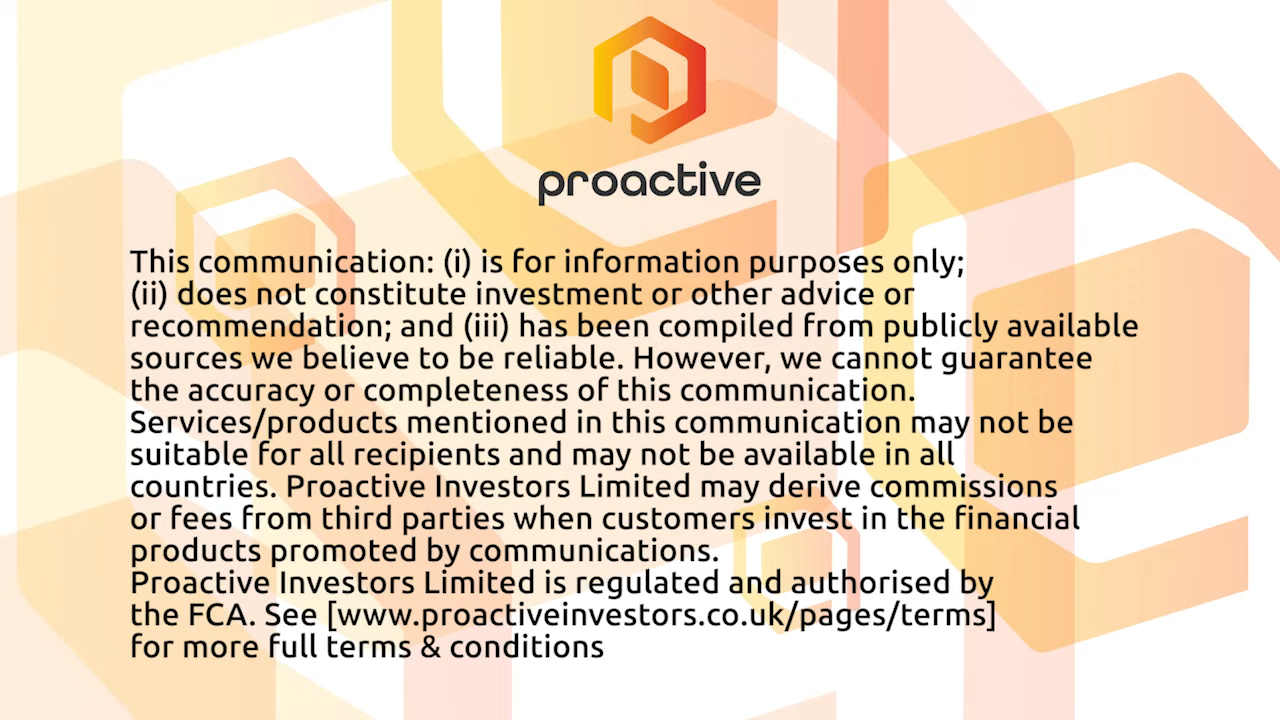 proactive
This communication: (i) is for information purposes only;
(ii) does not constitute investment or other advice or
recommendation; and (iii) has been compiled from publicly available
sources we believe to be reliable. However, we cannot guarantee
the accuracy or completeness of this communication.
Services/products mentioned in this communication may not be
suitable for all recipients and may not be available in all
countries. Proactive Investors Limited may derive commissions
or fees from third parties when customers invest in the financial
products promoted by communications.
Proactive Investors Limited is regulated and authorised by
the FCA. See [www.proactiveinvestors.co.uk/pages/terms]
for more full terms & conditions